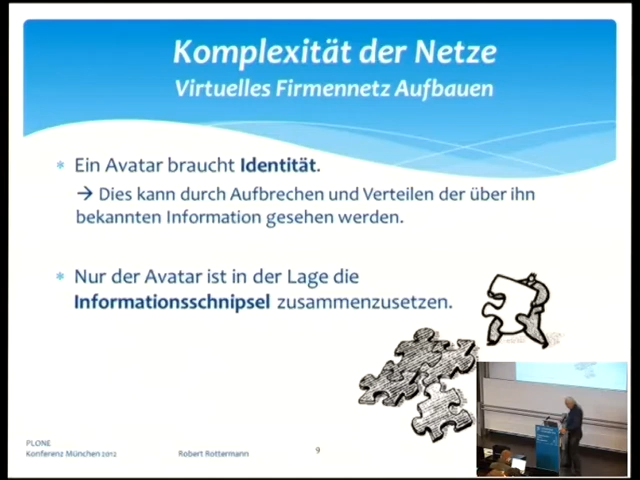 Komplexität der Netze
Virtuelles Firmennetz Aufbauen
* Ein Avatar braucht Identität.
→ Dies kann durch Aufbrechen und Verteilen der über ihn
bekannten Information gesehen werden.
* Nur der Avatar ist in der Lage die
Informationsschnipsel zusammenzusetzen.
PLONE
Konferenz München 2012
Robert Rottermann
9